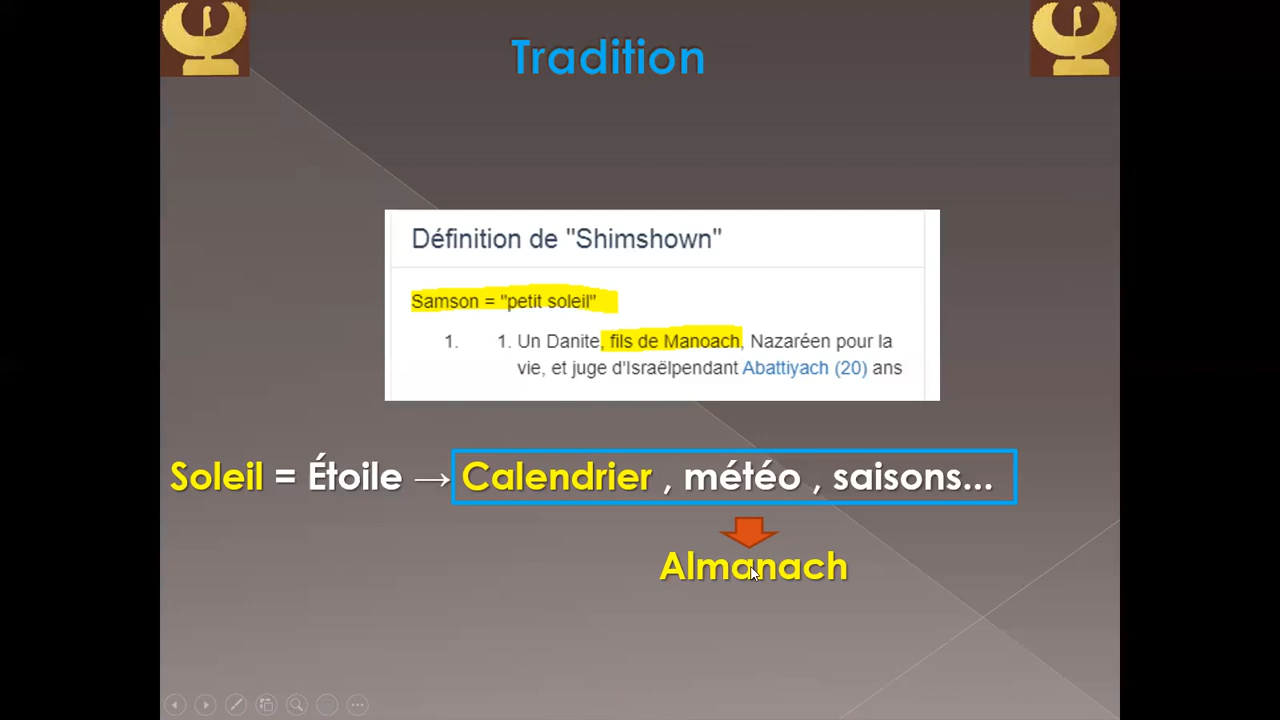 Tradition
Définition de "Shimshown"
Samson = "petit soleil"
1. 1. Un Danite, fils de Manoach, Nazaréen pour la
vie, et juge d'Israëlpendant Abattiyach (20) ans
Soleil = Étoile → Calendrier , météo , saisons...
Almanach